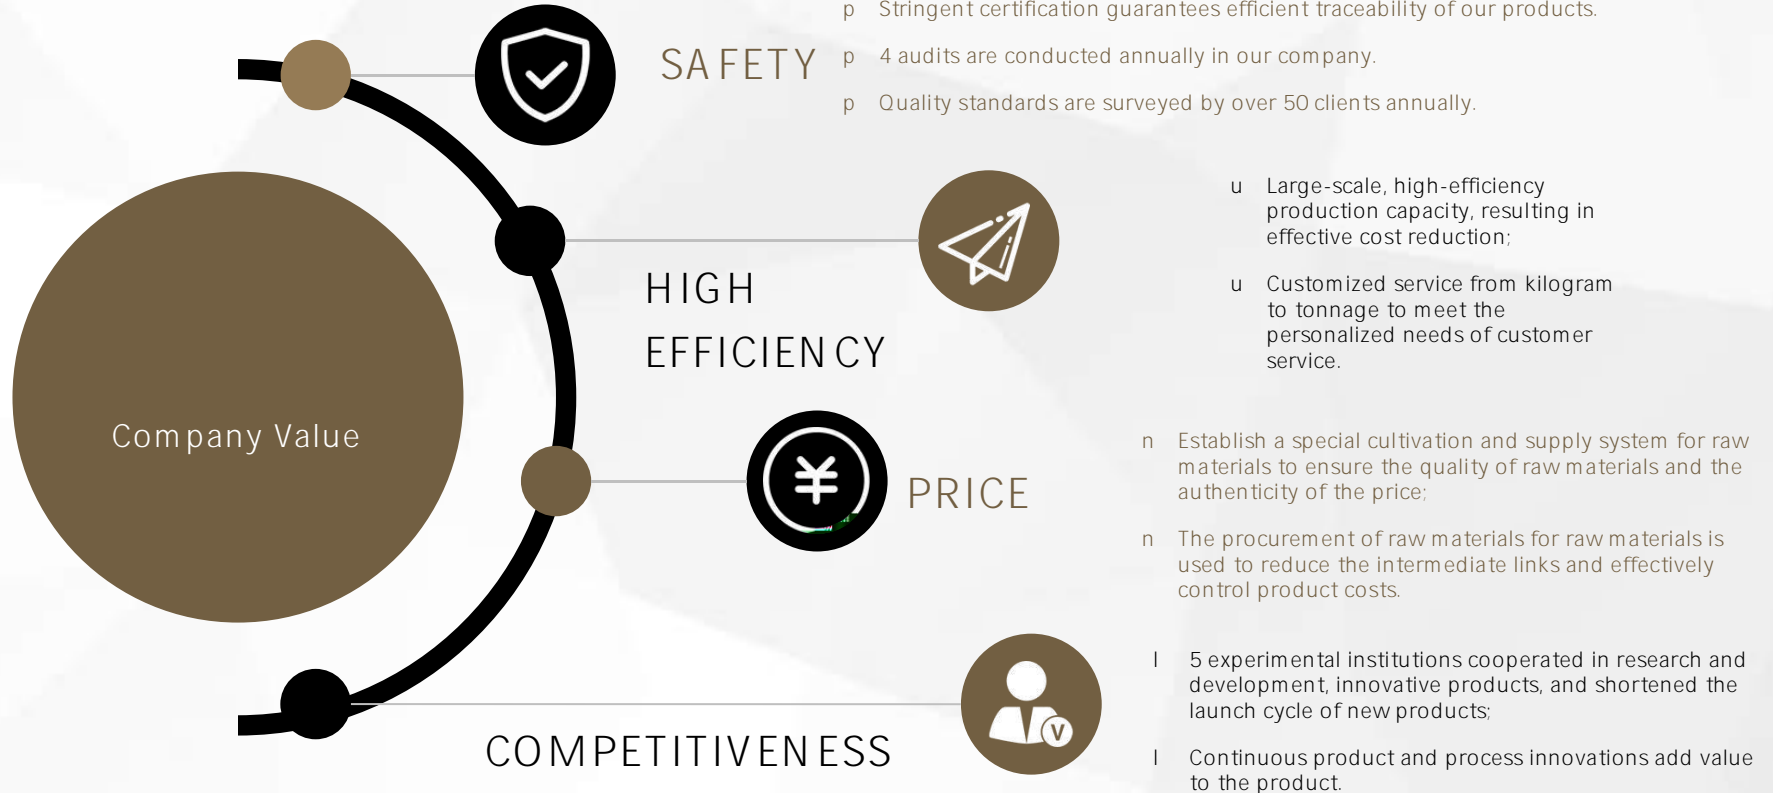 p Stringent certification guarantees efficient traceability of our products.
SAFETY
p 4 audits are conducted annually in our company.
p Quality standards are surveyed by over 50 clients annually.
HIGH
EFFICIENCY
u Large-scale, high-efficiency
production capacity, resulting in
effective cost reduction;
u Customized service from kilogram
to tonnage to meet the
personalized needs of customer
service.
Company Value
¥
PRICE
n Establish a special cultivation and supply system for raw
materials to ensure the quality of raw materials and the
authenticity of the price;
n The procurement of raw materials for raw materials is
used to reduce the intermediate links and effectively
control product costs.
V
COMPETITIVENESS
l 5 experimental institutions cooperated in research and
development, innovative products, and shortened the
launch cycle of new products;
l Continuous product and process innovations add value
to the product.